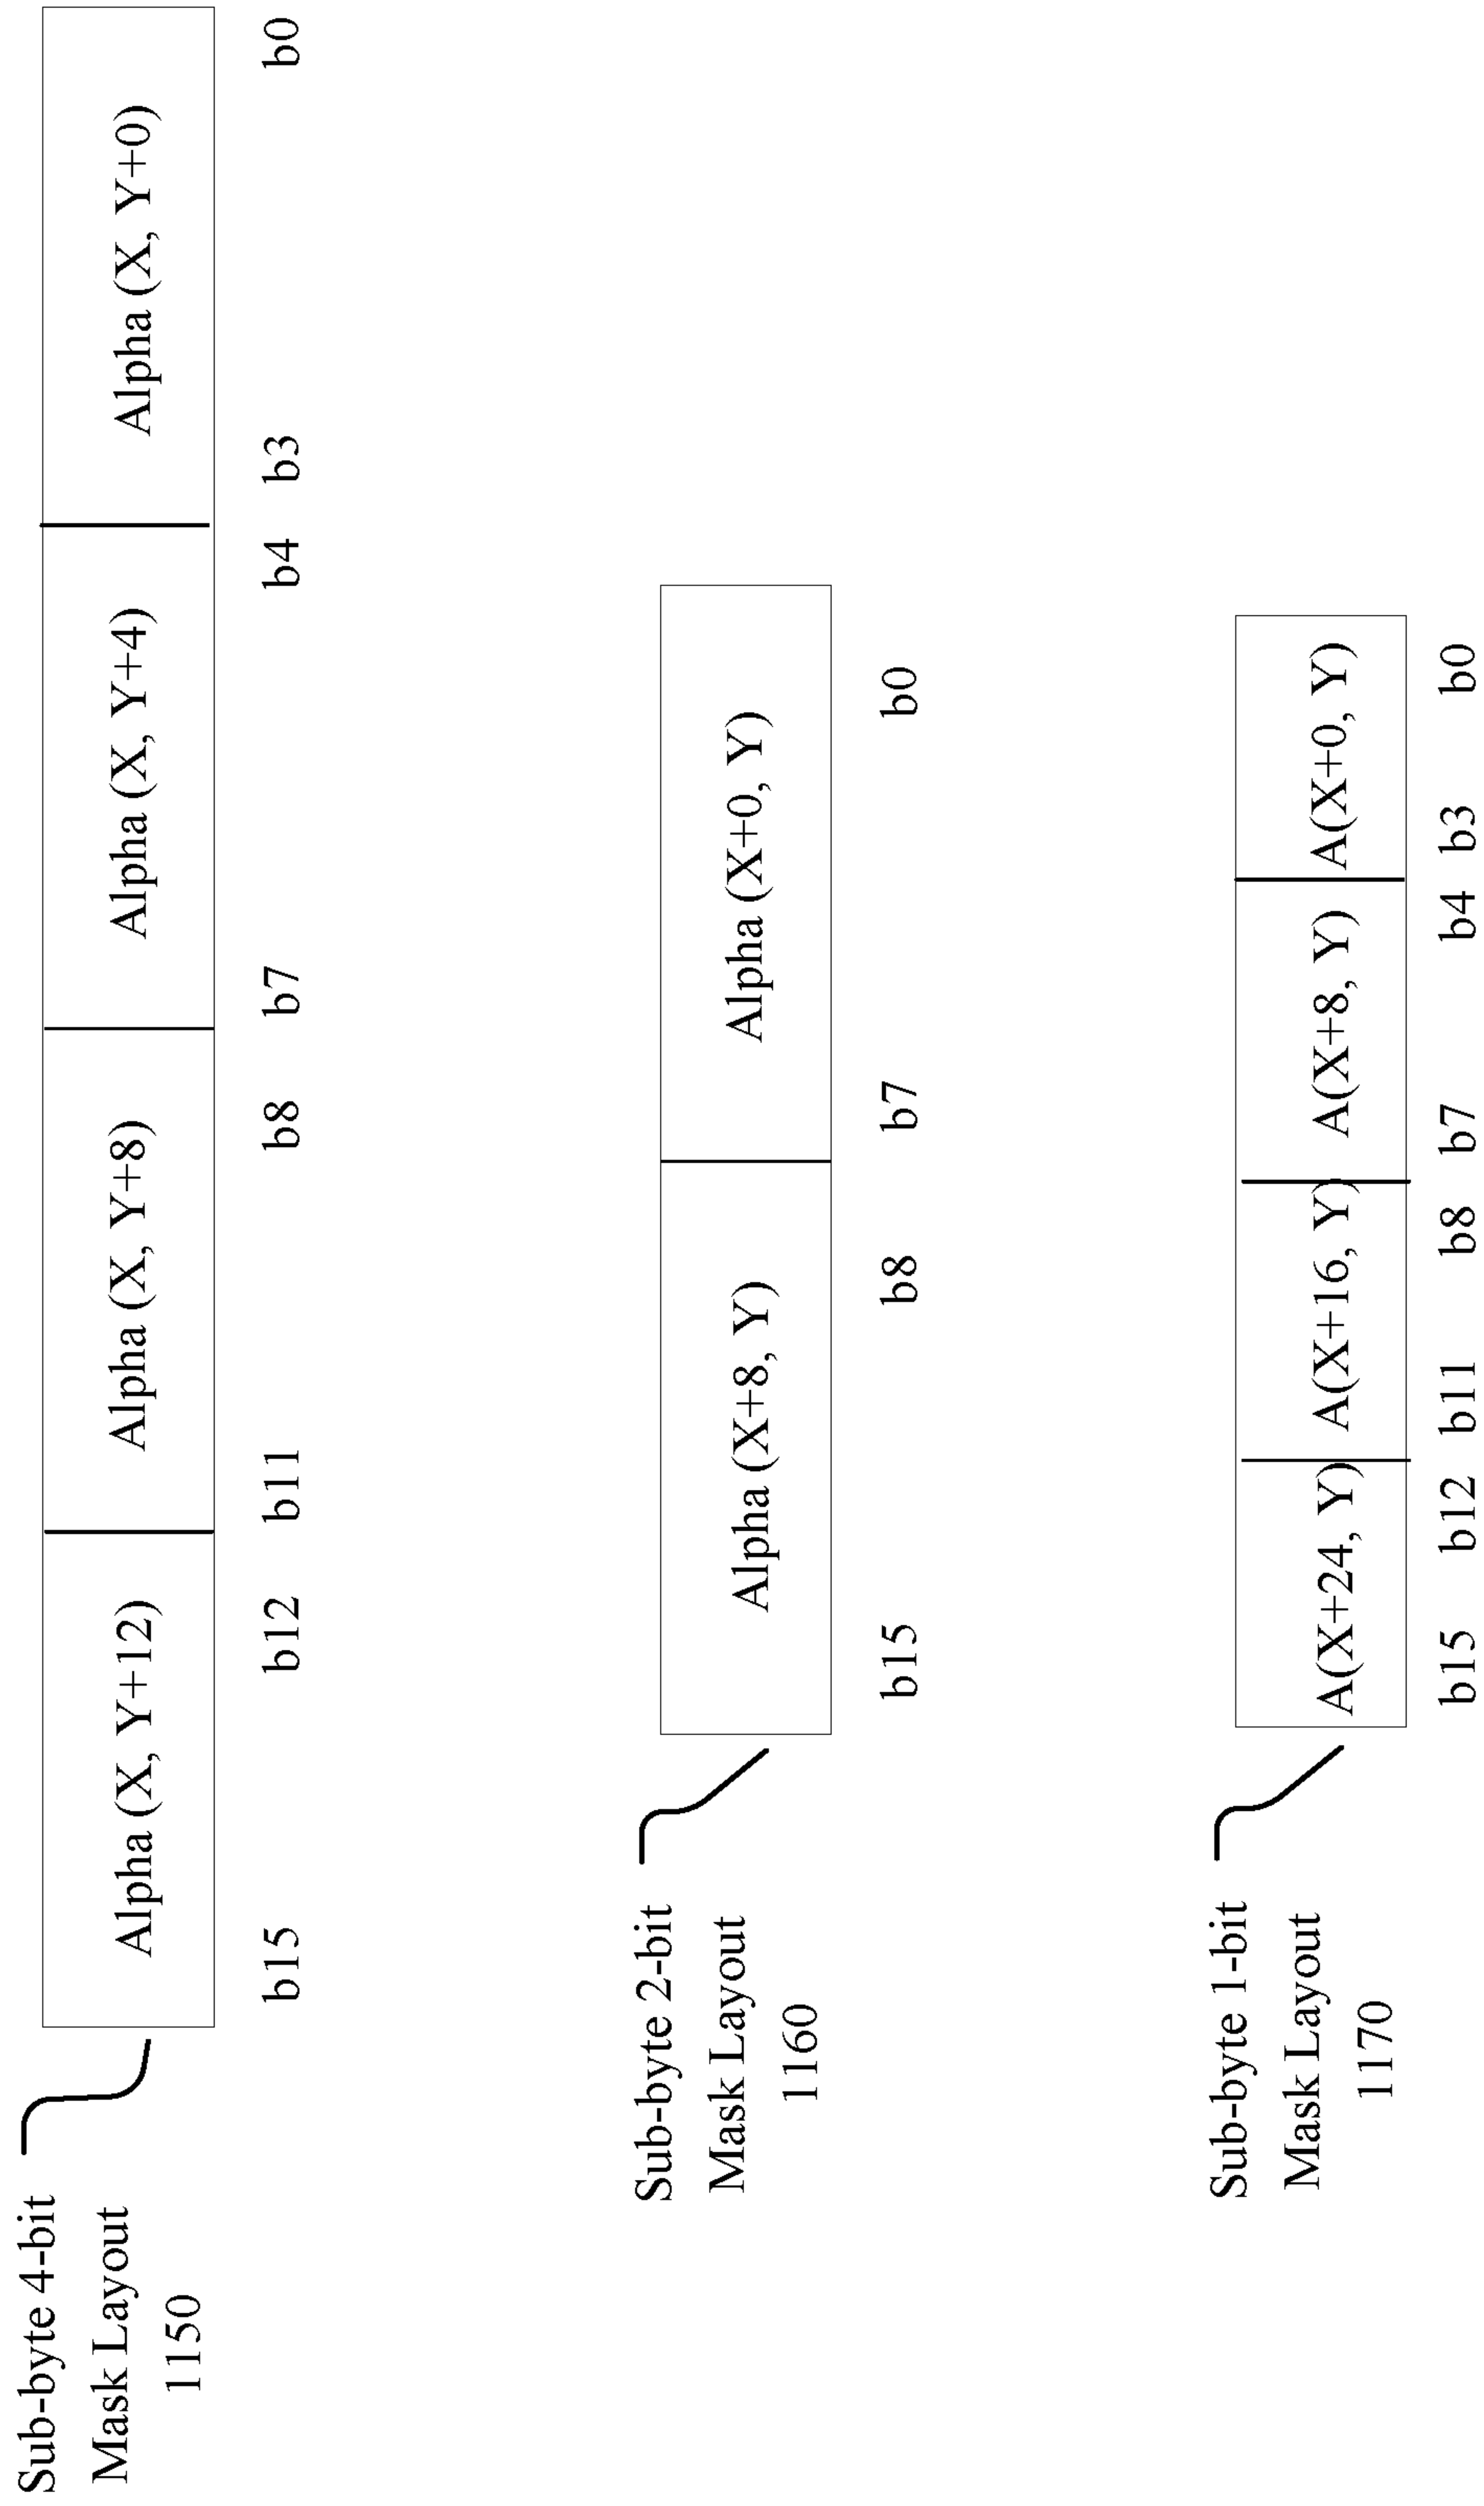 Sub-byte 4-bit
Mask Layout
1150
Alpha (X, Y+12) Alpha (X, Y+8) Alpha (X, Y+4) Alpha (X, Y+0)
b15 b12 b11 b8 b7 b4 b3 b0
Sub-byte 2-bit
Mask Layout
1160
Alpha (X+8, Y) Alpha (X+0, Y)
b15 b8 b7 b0
Sub-byte 1-bit
Mask Layout
1170
A(X+24, Y) A(X+16, Y) A(X+8, Y) A(X+0, Y)
b15 b12 b11 b8 b7 b4 b3 b0